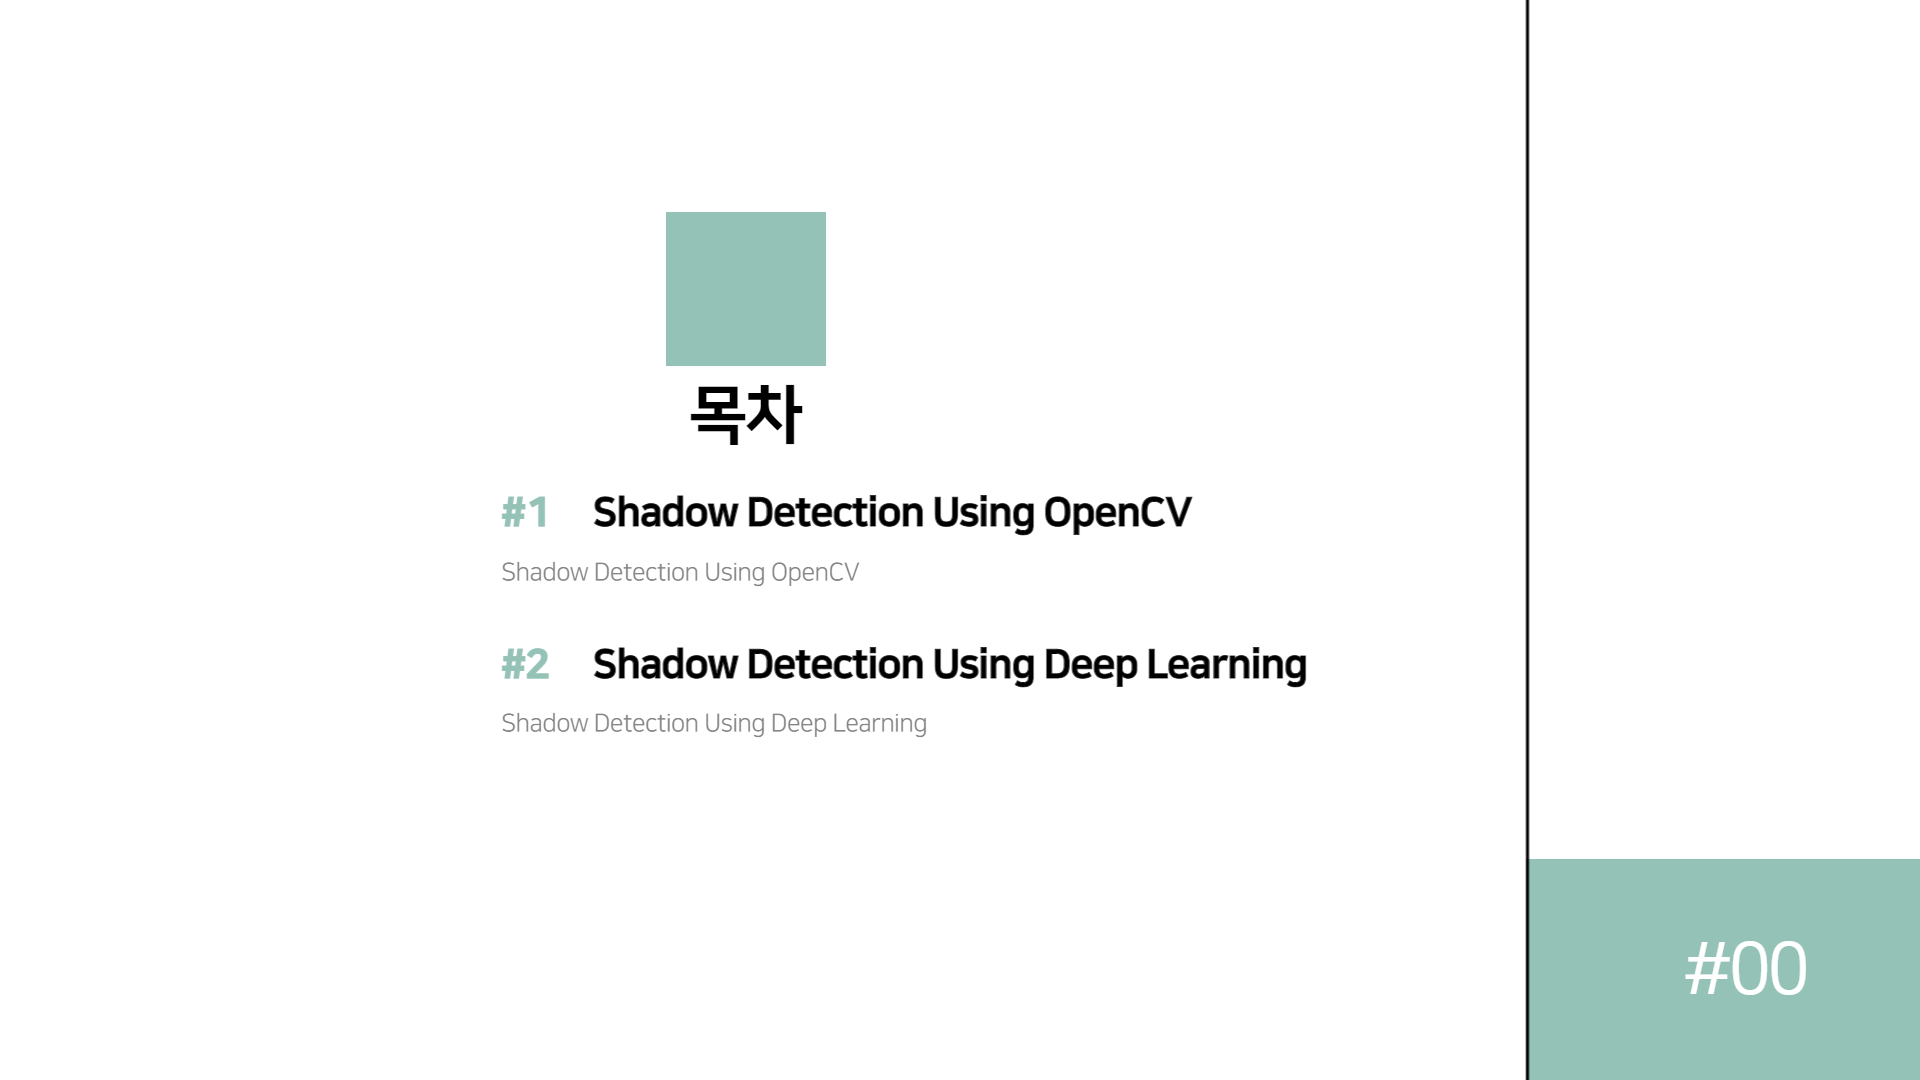 목차
#1 Shadow Detection Using OpenCV
Shadow Detection Using OpenCV
#2 Shadow Detection Using Deep Learning
Shadow Detection Using Deep Learning
#00